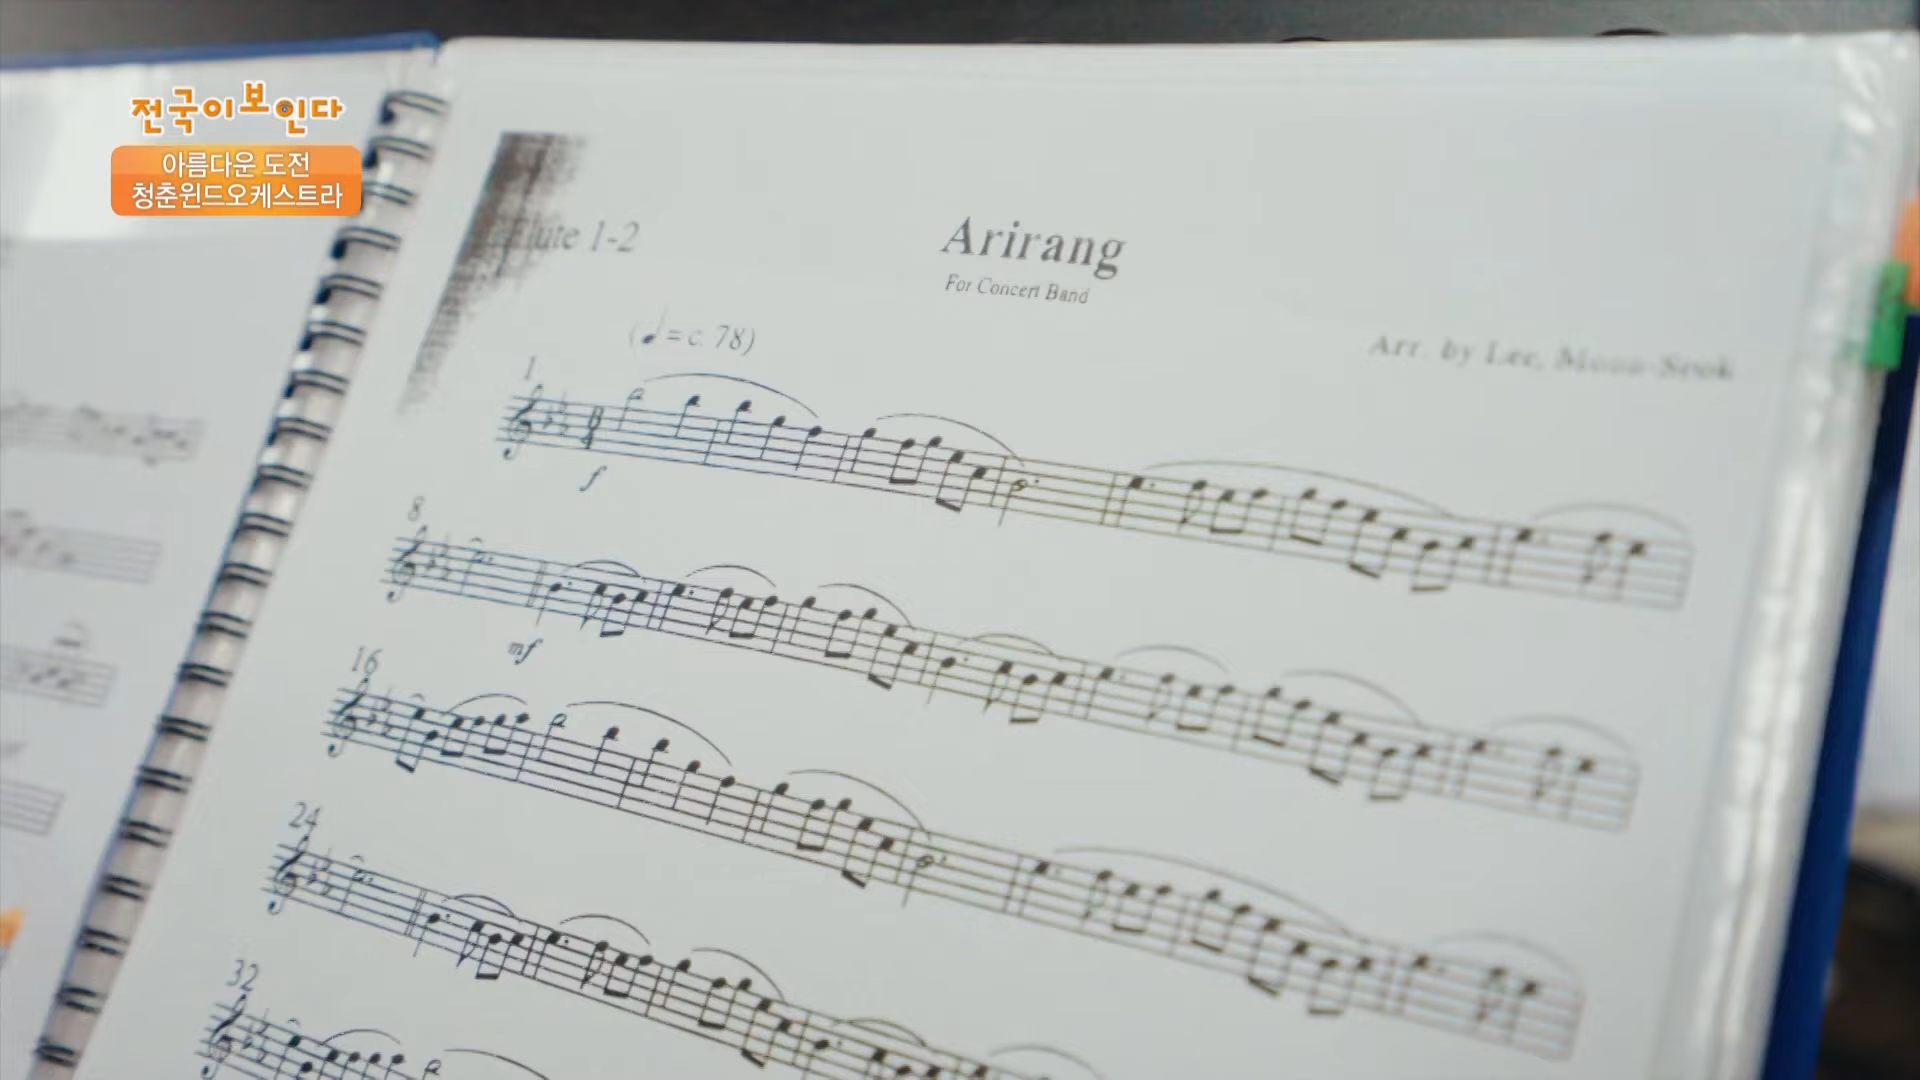 전국이보인다
아름다운 도전
청춘윈드오케스트라
Flute 1-2
Arirang
For Concert Band
(♩= c. 78)
Arr. by Lee, Moon-Seok
1
f
8
mf
16
24
32